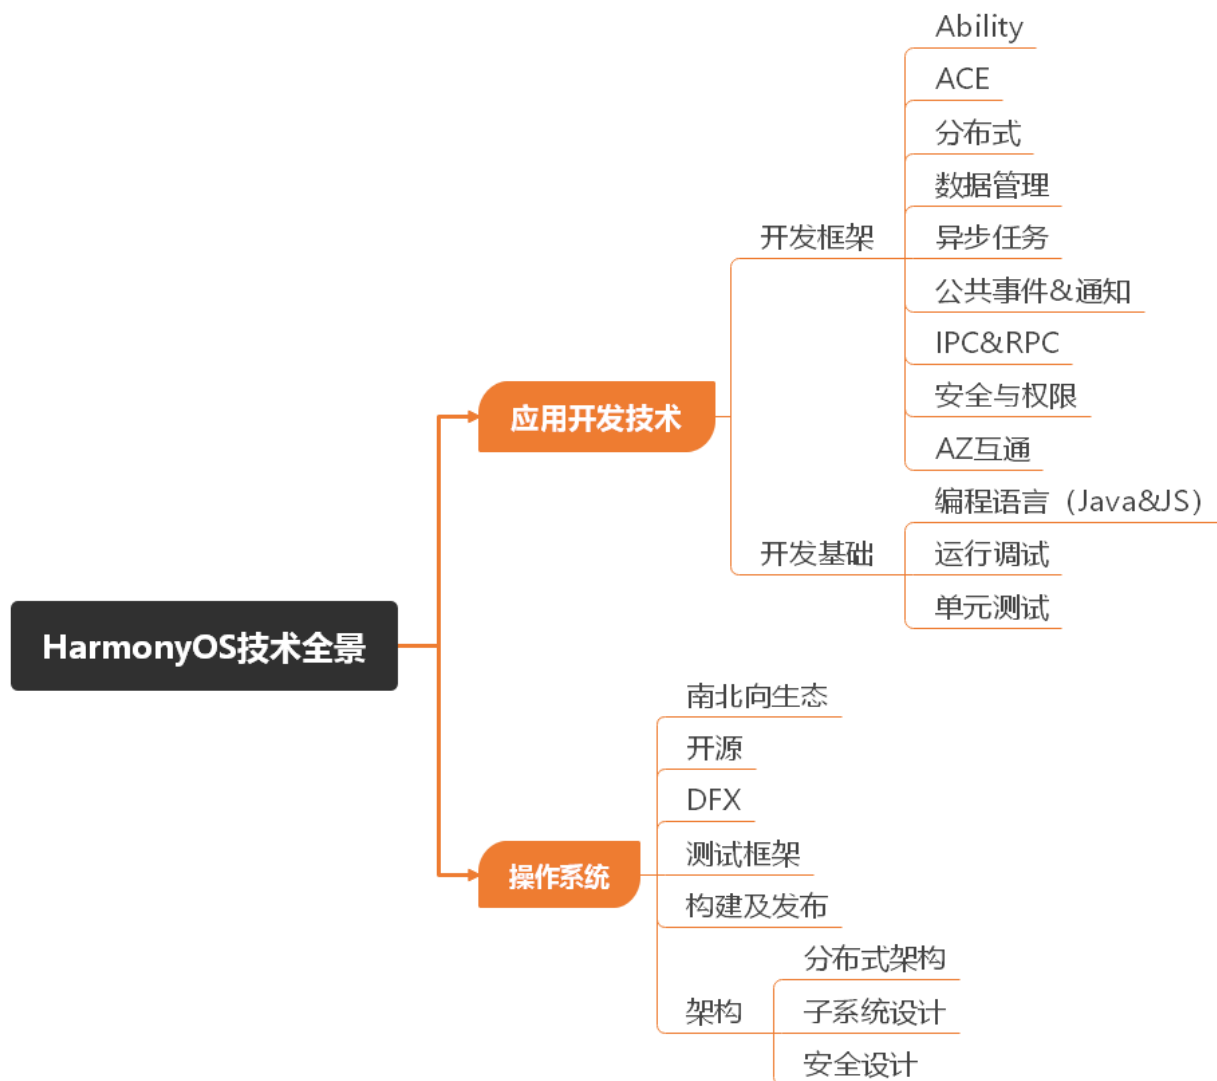 Ability
ACE
分布式
数据管理
开发框架
异步任务
公共事件&通知
IPC&RPC
安全与权限
应用开发技术
AZ互通
编程语言（Java&JS）
开发基础
运行调试
单元测试
HarmonyOS技术全景
南北向生态
开源
DFX
测试框架
操作系统
构建及发布
分布式架构
架构
子系统设计
安全设计